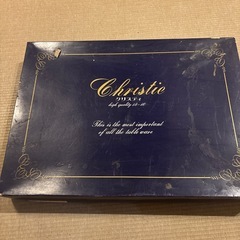 Christie
クリスティ
high quality 18-10
This is the most important
of all the table ware